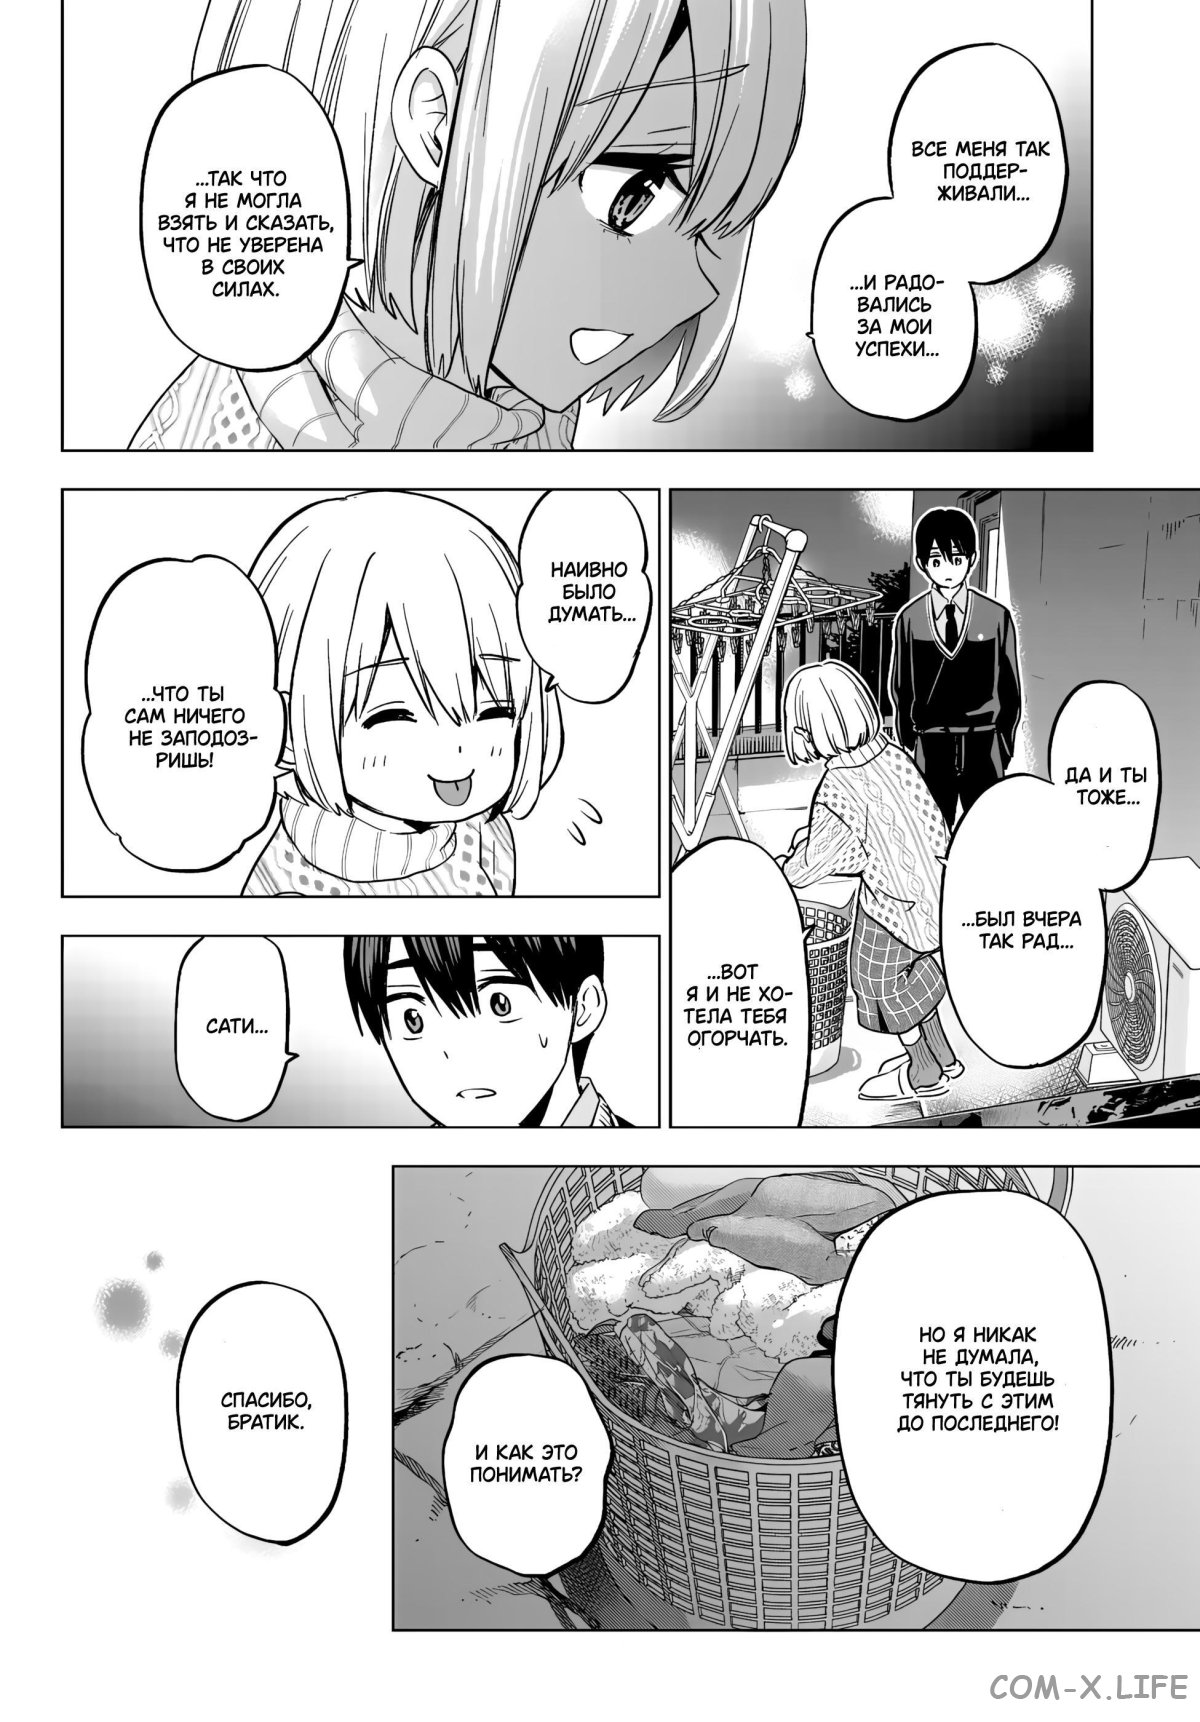 ВСЕ МЕНЯ ТАК
ПОДДЕР-
ЖИВАЛИ...
...И РАДО-
ВАЛИСЬ
ЗА МОИ
УСПЕХИ...
...ТАК ЧТО
Я НЕ МОГЛА
ВЗЯТЬ И СКАЗАТЬ,
ЧТО НЕ УВЕРЕНА
В СВОИХ
СИЛАХ.
ДА И ТЫ
ТОЖЕ...
...БЫЛ ВЧЕРА
ТАК РАД...
...ВОТ
Я И НЕ ХО-
ТЕЛА ТЕБЯ
ОГОРЧАТЬ.
НАИВНО
БЫЛО
ДУМАТЬ...
...ЧТО ТЫ
САМ НИЧЕГО
НЕ ЗАПОДОЗ-
РИШЬ!
САТИ...
НО Я НИКАК
НЕ ДУМАЛА,
ЧТО ТЫ БУДЕШЬ
ТЯНУТЬ С ЭТИМ
ДО ПОСЛЕДНЕГО!
И КАК ЭТО
ПОНИМАТЬ?
СПАСИБО,
БРАТИК.
COM-X.LIFE